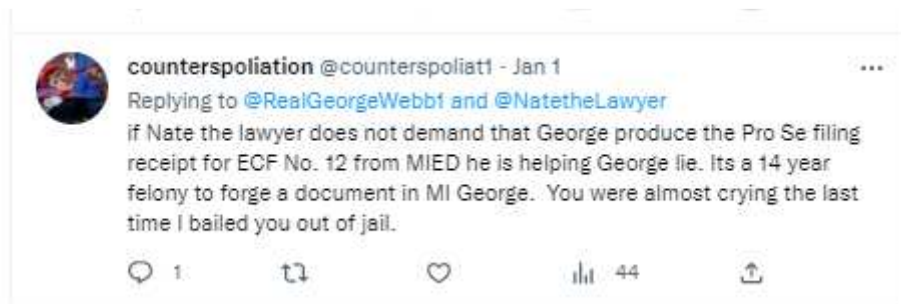 counterspoliation @counterspoliat1 - Jan 1
Replying to @RealGeorgeWebb1 and @NatetheLawyer
if Nate the lawyer does not demand that George produce the Pro Se filing
receipt for ECF No. 12 from MIED he is helping George lie. Its a 14 year
felony to forge a document in MI George. You were almost crying the last
time I bailed you out of jail.
1 44